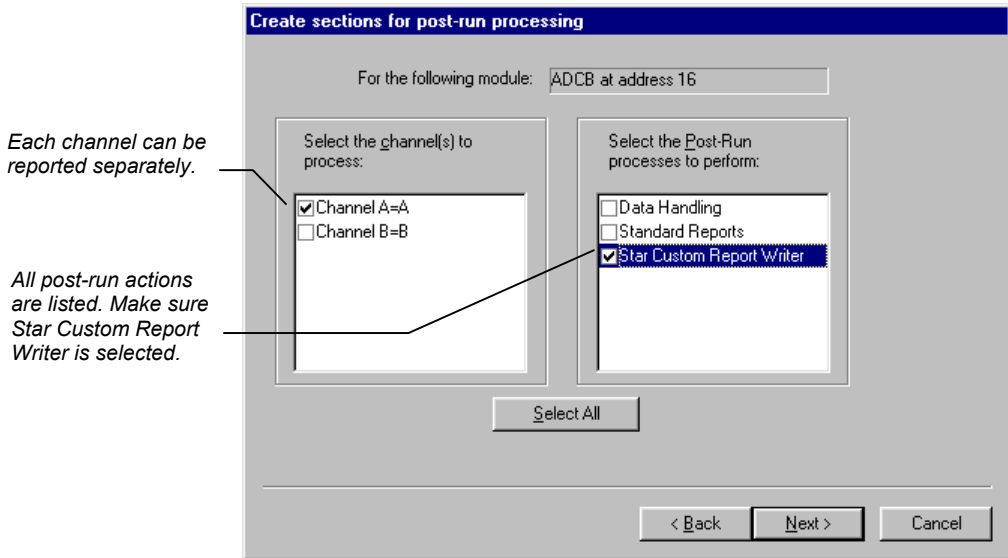 Create sections for post-run processing
For the following module: ADCB at address 16
Each channel can be
reported separately.
Select the channel(s) to
process:
Channel A=A
Channel B=B
Select the Post-Run
processes to perform:
Data Handling
Standard Reports
Star Custom Report Writer
All post-run actions
are listed. Make sure
Star Custom Report
Writer is selected.
Select All
< Back
Next >
Cancel